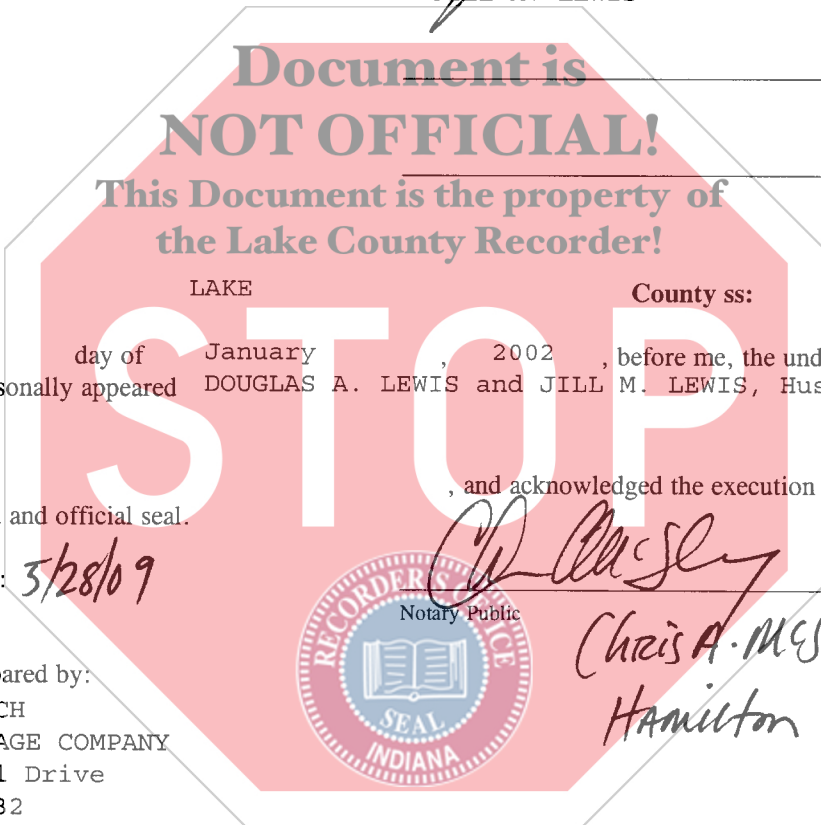 Document is
NOT OFFICIAL!
This Document is the property of
the Lake County Recorder!
LAKE County ss:
day of January , 2002 , before me, the und
sonally appeared DOUGLAS A. LEWIS and JILL M. LEWIS, Hus
STOP
, and acknowledged the execution
and official seal.
: 5/28/09
Notary Public
Chris A. McS
Hamilton
RECORDER'S OFFICE
SEAL
INDIANA
pared by:
CH
AGE COMPANY
l Drive
32